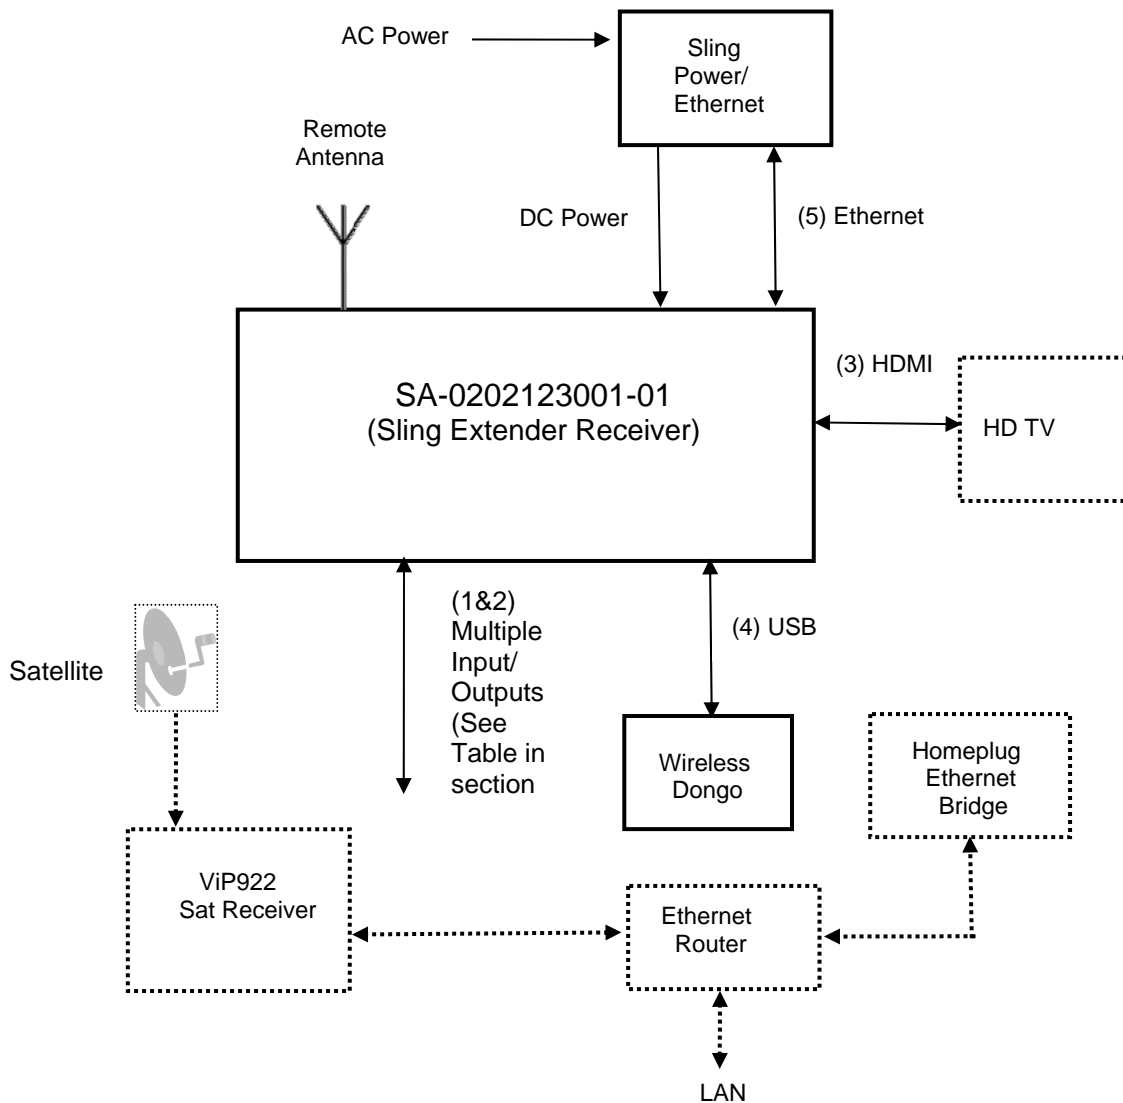 AC Power
Sling
Power/
Ethernet
Remote
Antenna
DC Power
(5) Ethernet
(3) HDMI
SA-0202123001-01
(Sling Extender Receiver)
HD TV
(1&2)
Multiple
Input/
Outputs
(See
Table in
section
(4) USB
Satellite
Wireless
Dongo
Homeplug
Ethernet
Bridge
ViP922
Sat Receiver
Ethernet
Router
LAN